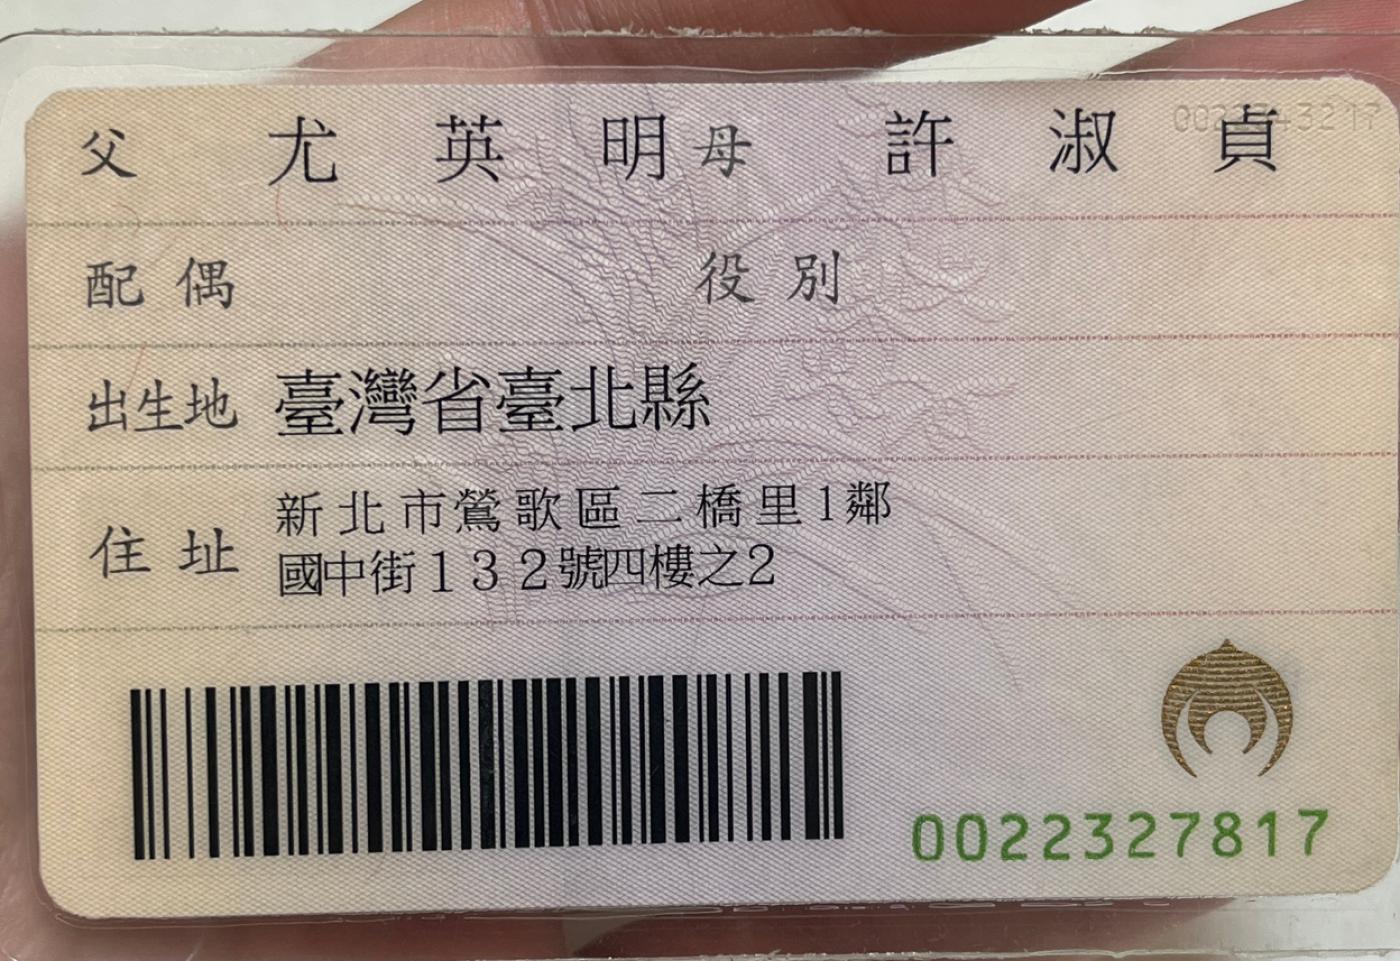 父 尤英明 母 許淑貞
配偶 役別
出生地 臺灣省臺北縣
住址 新北市鶯歌區二橋里1鄰
國中街132號四樓之2
0022327817